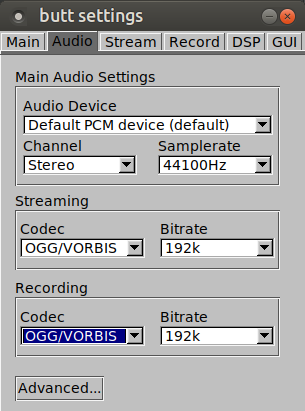 butt settings
Main Audio Stream Record DSP GUI
Main Audio Settings
Audio Device
Default PCM device (default)
Channel Samplerate
Stereo 44100Hz
Streaming
Codec Bitrate
OGG/VORBIS 192k
Recording
Codec Bitrate
OGG/VORBIS 192k
Advanced...